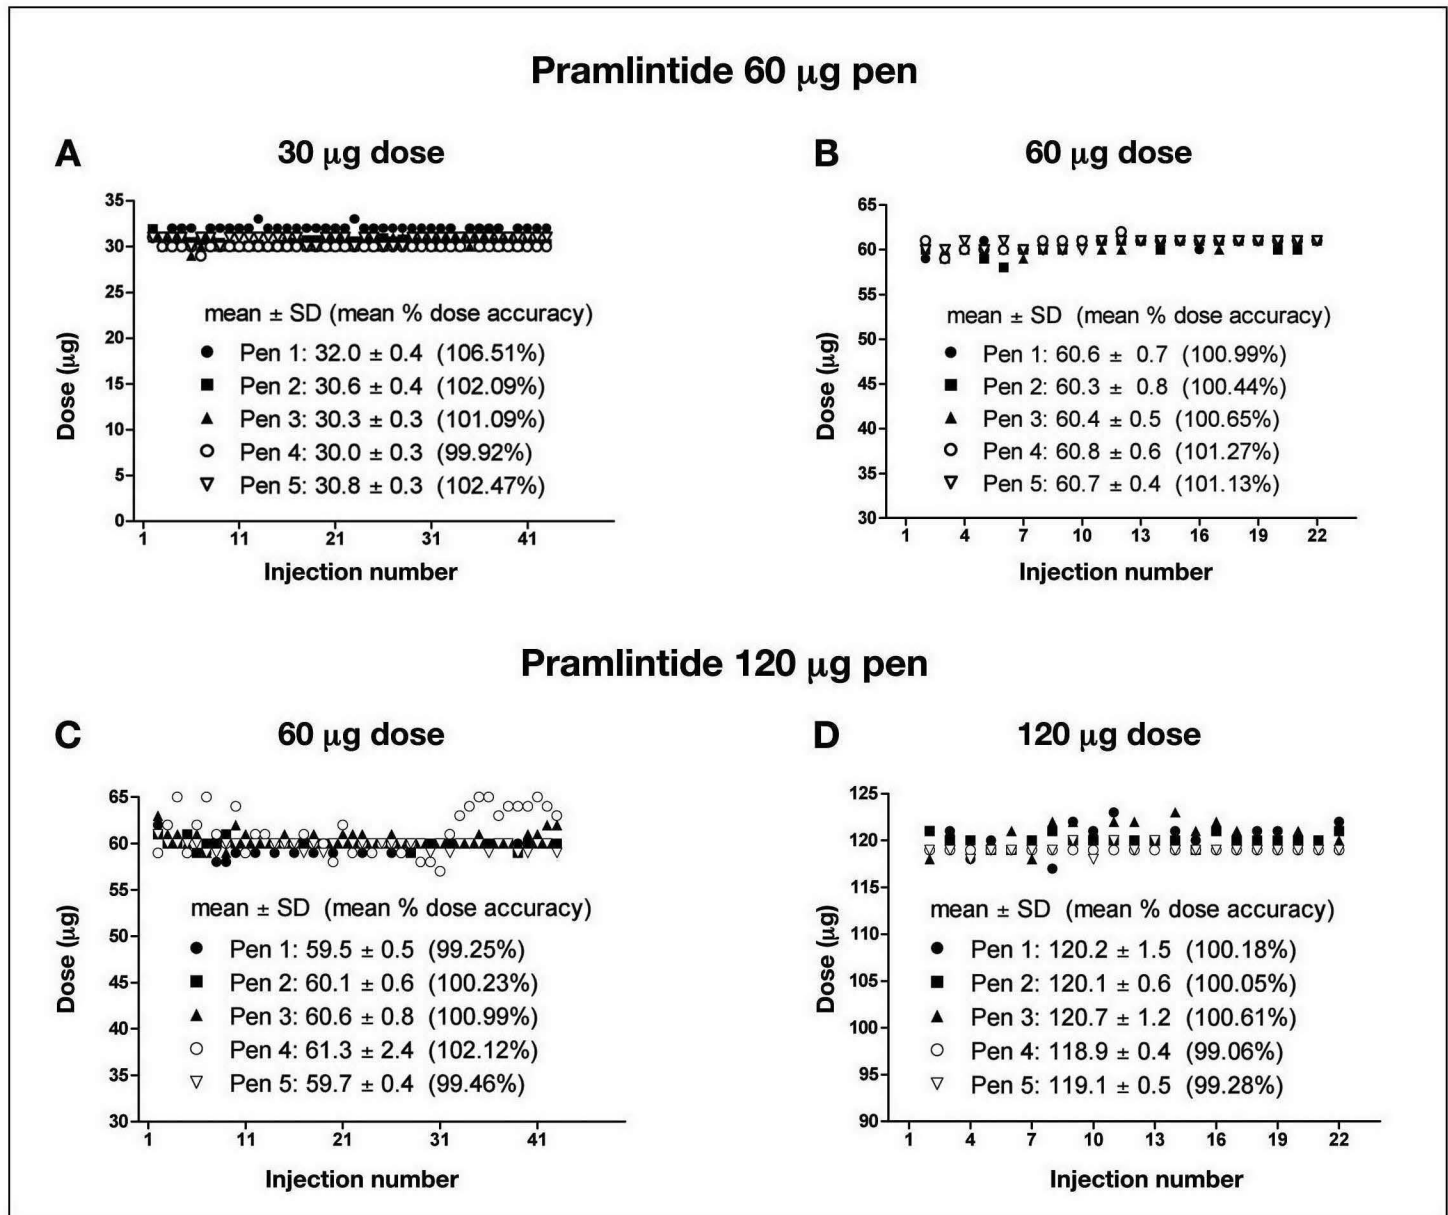 Pramlintide 60 µg pen
A 30 µg dose
35
30
25
20
15
10
5
0
Dose (µg)
mean ± SD (mean % dose accuracy)
Pen 1: 32.0 ± 0.4 (106.51%)
Pen 2: 30.6 ± 0.4 (102.09%)
Pen 3: 30.3 ± 0.3 (101.09%)
Pen 4: 30.0 ± 0.3 (99.92%)
Pen 5: 30.8 ± 0.3 (102.47%)
1 11 21 31 41
Injection number
B 60 µg dose
65
60
55
50
45
40
35
30
Dose (µg)
mean ± SD (mean % dose accuracy)
Pen 1: 60.6 ± 0.7 (100.99%)
Pen 2: 60.3 ± 0.8 (100.44%)
Pen 3: 60.4 ± 0.5 (100.65%)
Pen 4: 60.8 ± 0.6 (101.27%)
Pen 5: 60.7 ± 0.4 (101.13%)
1 4 7 10 13 16 19 22
Injection number
Pramlintide 120 µg pen
C 60 µg dose
65
60
55
50
45
40
35
30
Dose (µg)
mean ± SD (mean % dose accuracy)
Pen 1: 59.5 ± 0.5 (99.25%)
Pen 2: 60.1 ± 0.6 (100.23%)
Pen 3: 60.6 ± 0.8 (100.99%)
Pen 4: 61.3 ± 2.4 (102.12%)
Pen 5: 59.7 ± 0.4 (99.46%)
1 11 21 31 41
Injection number
D 120 µg dose
125
120
115
110
105
100
95
90
Dose (µg)
mean ± SD (mean % dose accuracy)
Pen 1: 120.2 ± 1.5 (100.18%)
Pen 2: 120.1 ± 0.6 (100.05%)
Pen 3: 120.7 ± 1.2 (100.61%)
Pen 4: 118.9 ± 0.4 (99.06%)
Pen 5: 119.1 ± 0.5 (99.28%)
1 4 7 10 13 16 19 22
Injection number